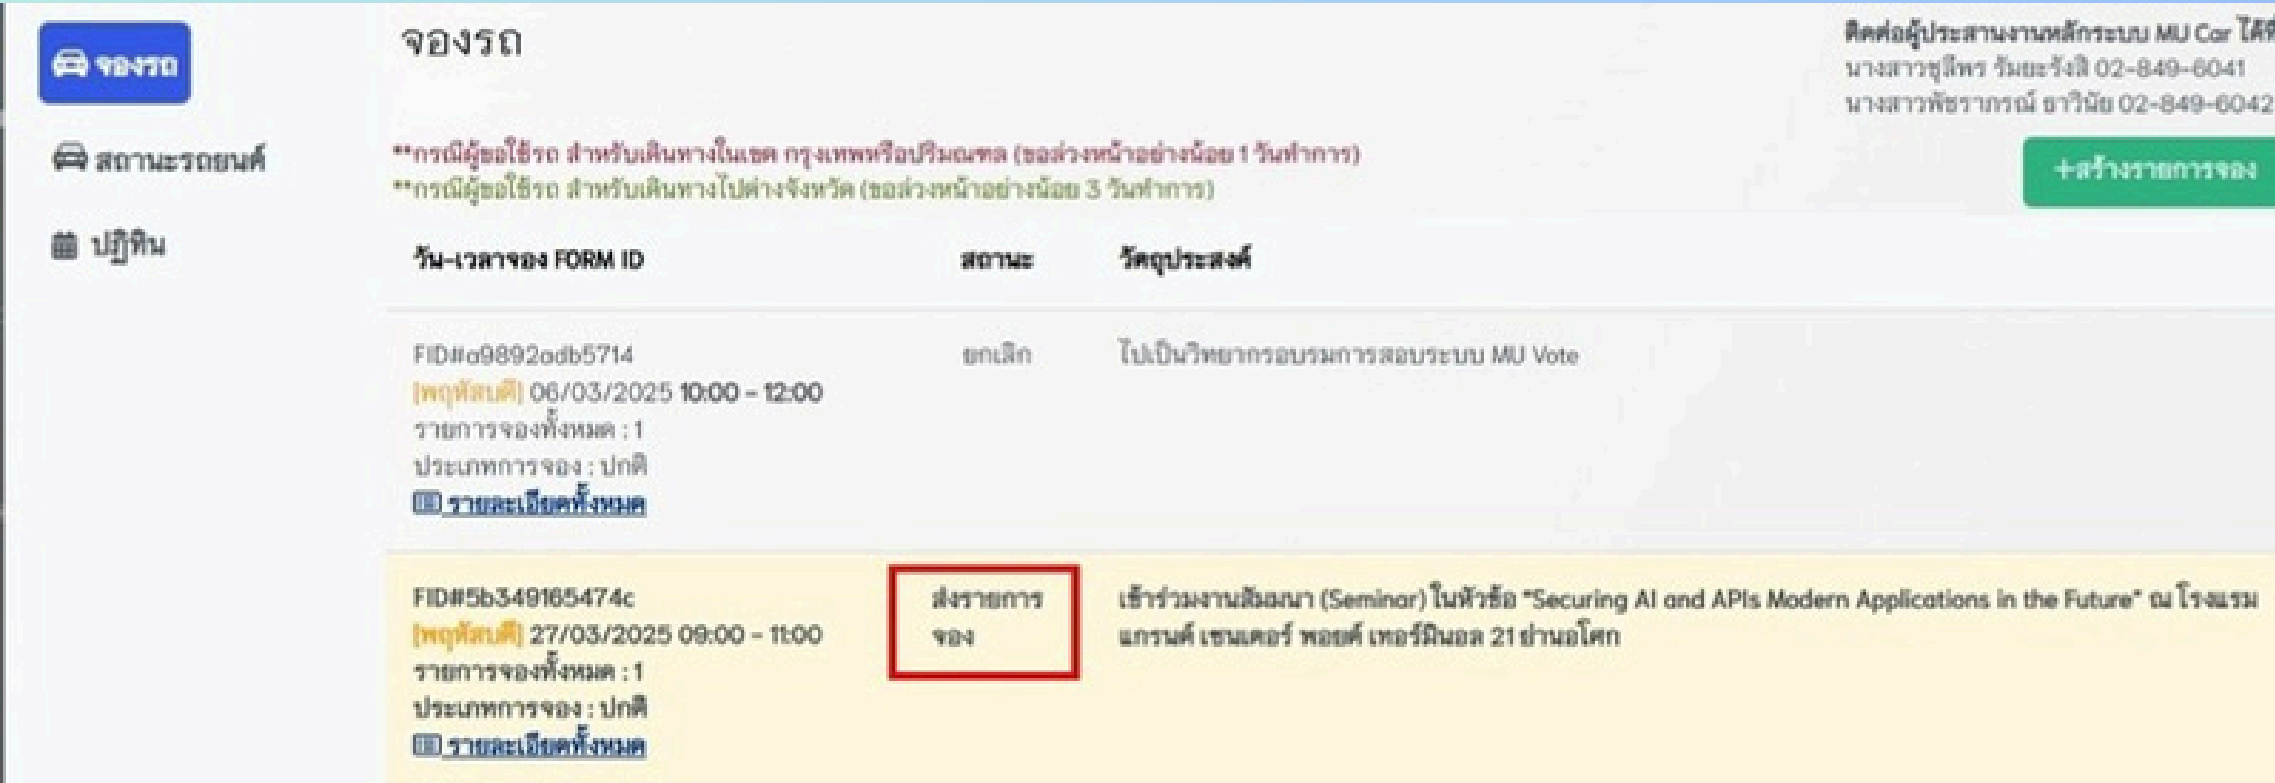 จองรถ
สถานะรถยนต์
ปฏิทิน
จองรถ
ติดต่อผู้ประสานงานหลักระบบ MU Car ได้ที่
นางสาวชุลีพร รัมยะรังสิ 02-849-6041
นางสาวพัชราภรณ์ ธาวินัย 02-849-6042
**กรณีผู้ขอใช้รถ สำหรับเดินทางในเขต กรุงเทพหรือปริมณฑล (ขอล่วงหน้าอย่างน้อย 1 วันทำการ)
**กรณีผู้ขอใช้รถ สำหรับเดินทางไปต่างจังหวัด (ขอล่วงหน้าอย่างน้อย 3 วันทำการ)
+สร้างรายการจอง
วัน-เวลาจอง FORM ID สถานะ วัตถุประสงค์
FID#a9892adb5714 ยกเลิก ไปเป็นวิทยากรอบรมการสอบระบบ MU Vote
[พฤหัสบดี] 06/03/2025 10:00 - 12:00
รายการจองทั้งหมด : 1
ประเภทการจอง : ปกติ
รายละเอียดทั้งหมด
FID#5b349165474c ส่งรายการ เข้าร่วมงานสัมมนา (Seminar) ในหัวข้อ "Securing AI and APIs Modern Applications in the Future" ณ โรงแรม
[พฤหัสบดี] 27/03/2025 09:00 - 11:00 จอง แกรนด์ เซนเตอร์ พอยต์ เทอร์มินอล 21 ย่านอโศก
รายการจองทั้งหมด : 1
ประเภทการจอง : ปกติ
รายละเอียดทั้งหมด